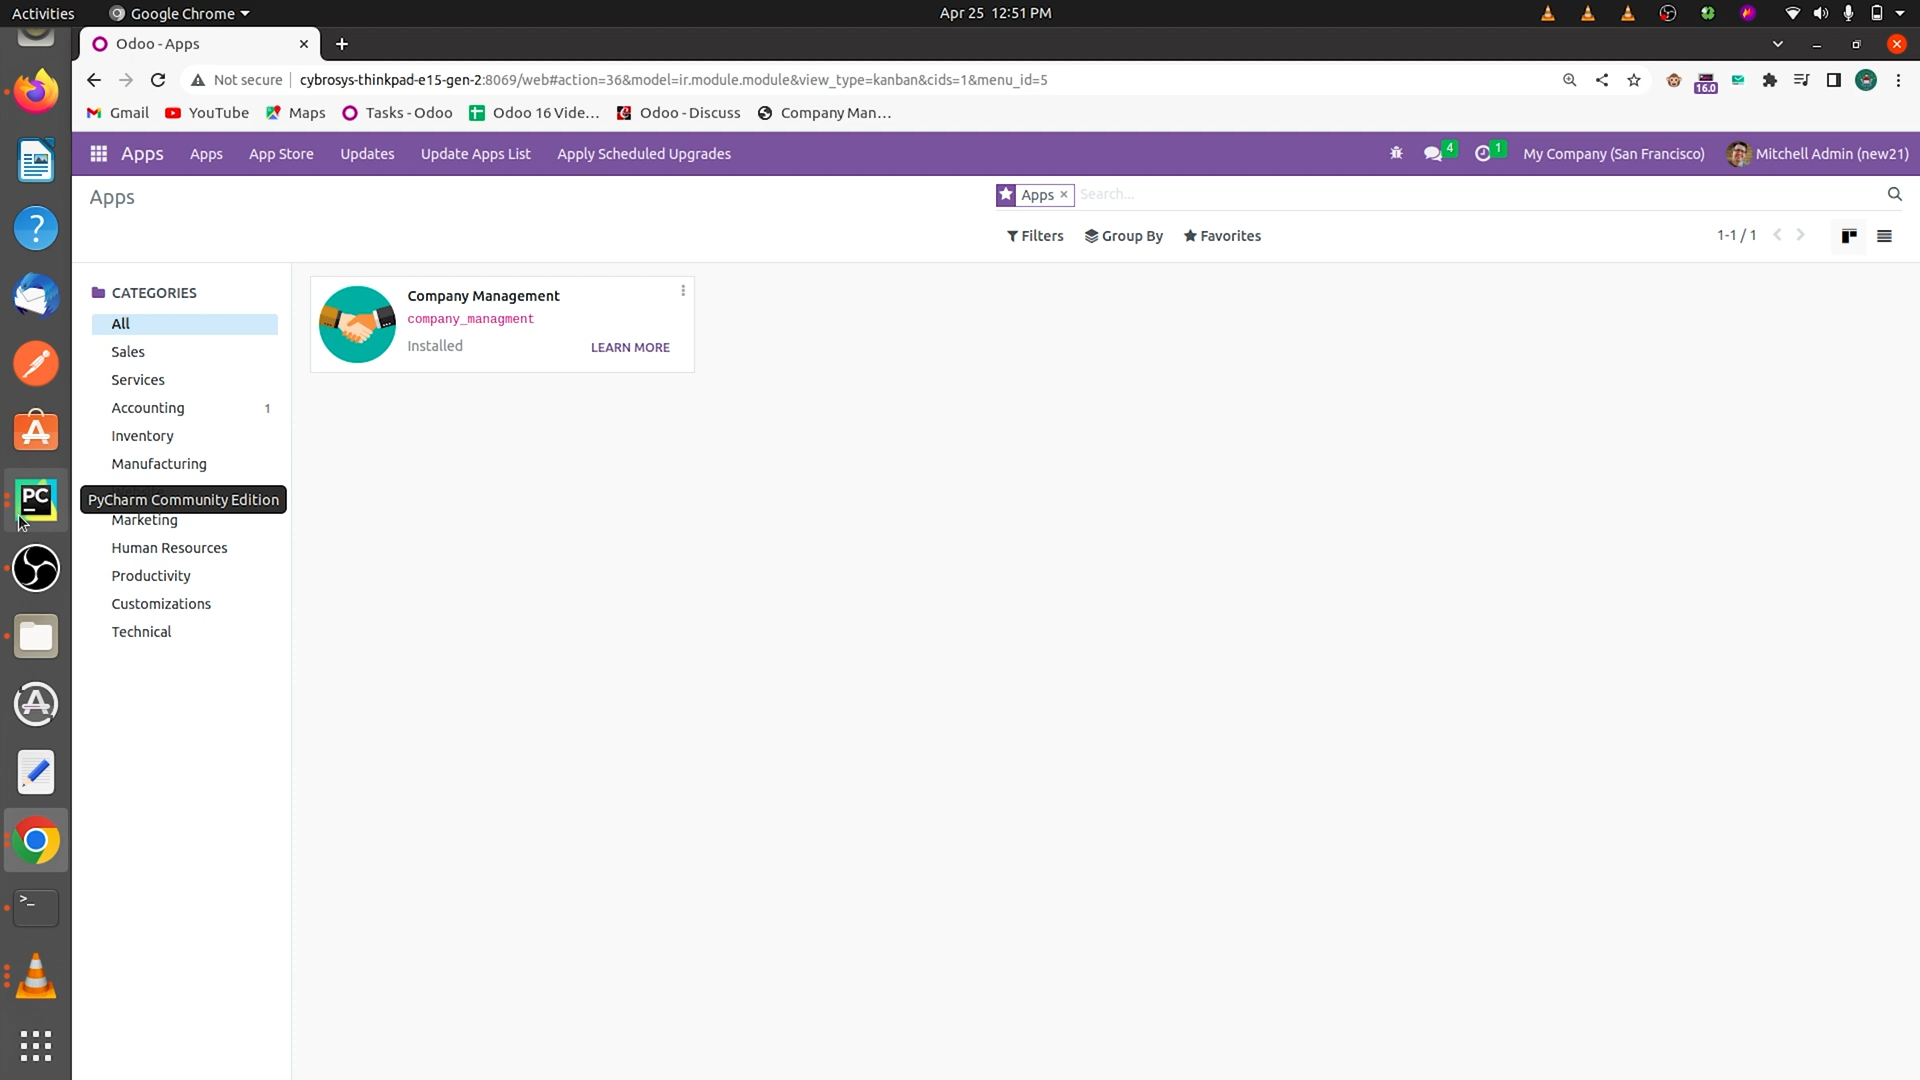 Activities
Google Chrome
Apr 25 12:51 PM
Odoo - Apps
Not secure
cybrosys-thinkpad-e15-gen-2:8069/web#action=36&model=ir.module.module&view_type=kanban&cids=1&menu_id=5
16.0
Gmail
YouTube
Maps
Tasks - Odoo
Odoo 16 Vide...
Odoo - Discuss
Company Man...
Apps
Apps
App Store
Updates
Update Apps List
Apply Scheduled Upgrades
4
1
My Company (San Francisco)
Mitchell Admin (new21)
Apps
Apps
Search...
Filters
Group By
Favorites
1-1 / 1
CATEGORIES
All
Sales
Services
Accounting 1
Inventory
Manufacturing
PyCharm Community Edition
Marketing
Human Resources
Productivity
Customizations
Technical
Company Management
company_managment
Installed
LEARN MORE
PC